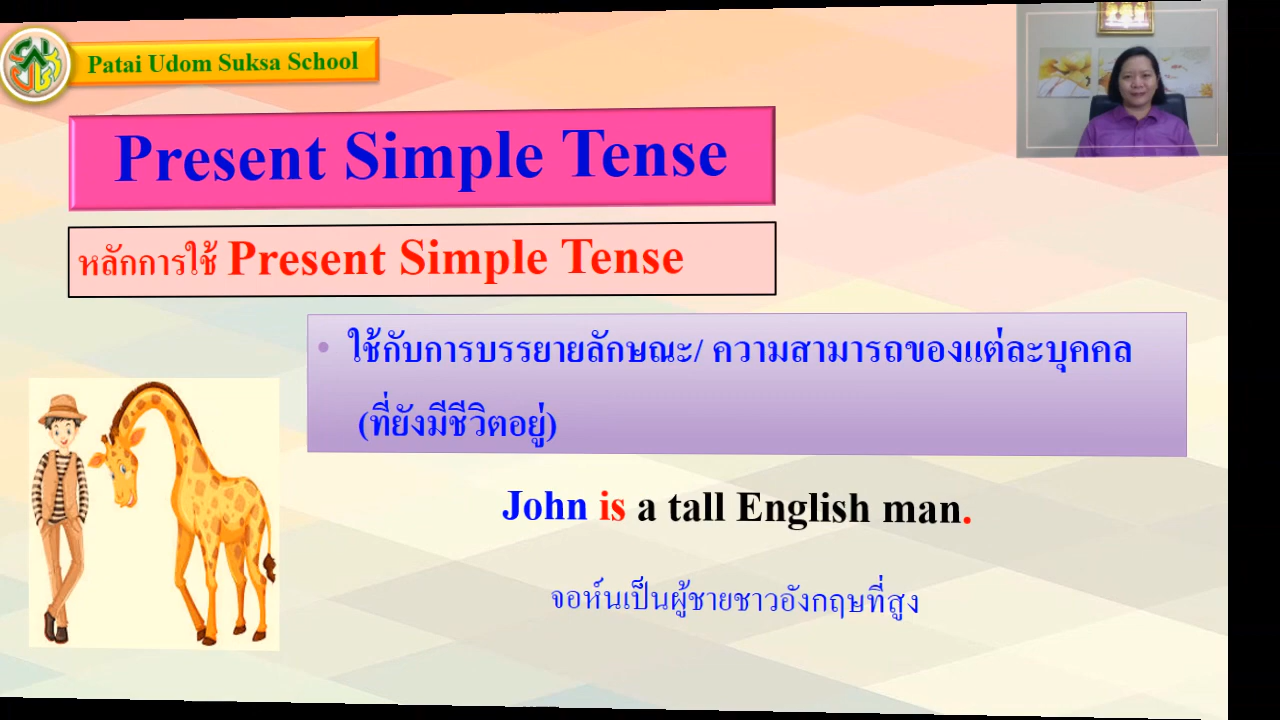 Patai Udom Suksa School
Present Simple Tense
หลักการใช้ Present Simple Tense
• ใช้กับการบรรยายลักษณะ/ ความสามารถของแต่ละบุคคล
(ที่ยังมีชีวิตอยู่)
John is a tall English man.
จอห์นเป็นผู้ชายชาวอังกฤษที่สูง